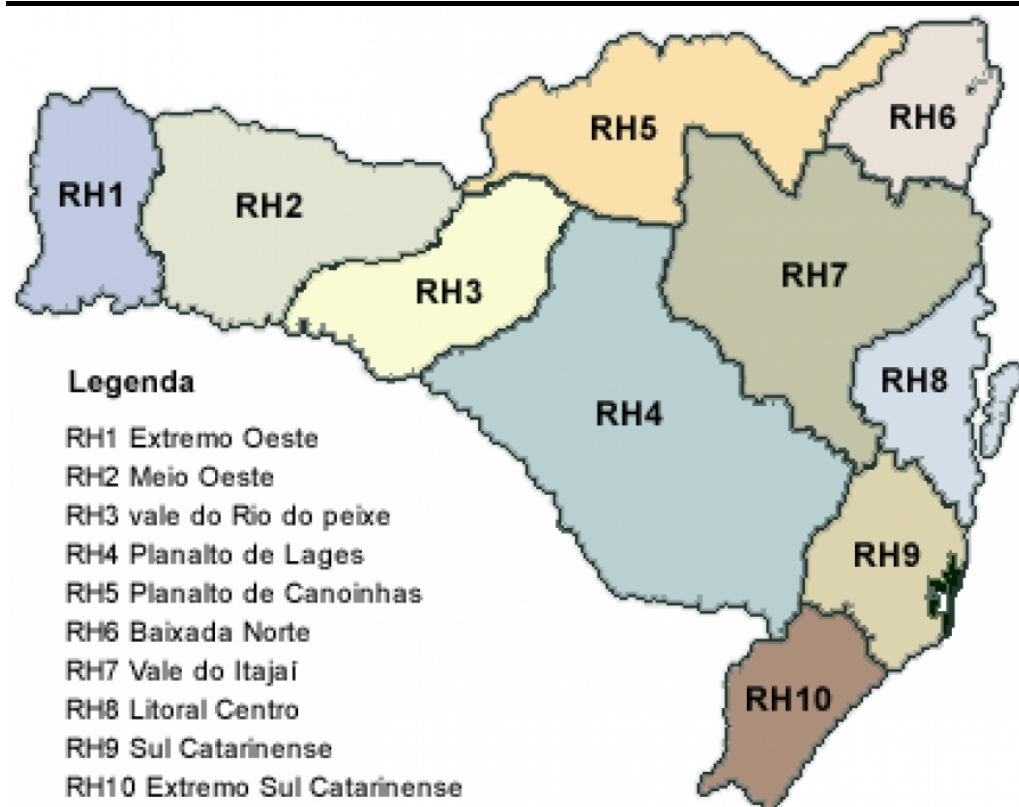 RH1
RH2
RH3
RH4
RH5
RH6
RH7
RH8
RH9
RH10
Legenda
RH1 Extremo Oeste
RH2 Meio Oeste
RH3 vale do Rio do peixe
RH4 Planalto de Lages
RH5 Planalto de Canoinhas
RH6 Baixada Norte
RH7 Vale do Itajaí
RH8 Litoral Centro
RH9 Sul Catarinense
RH10 Extremo Sul Catarinense